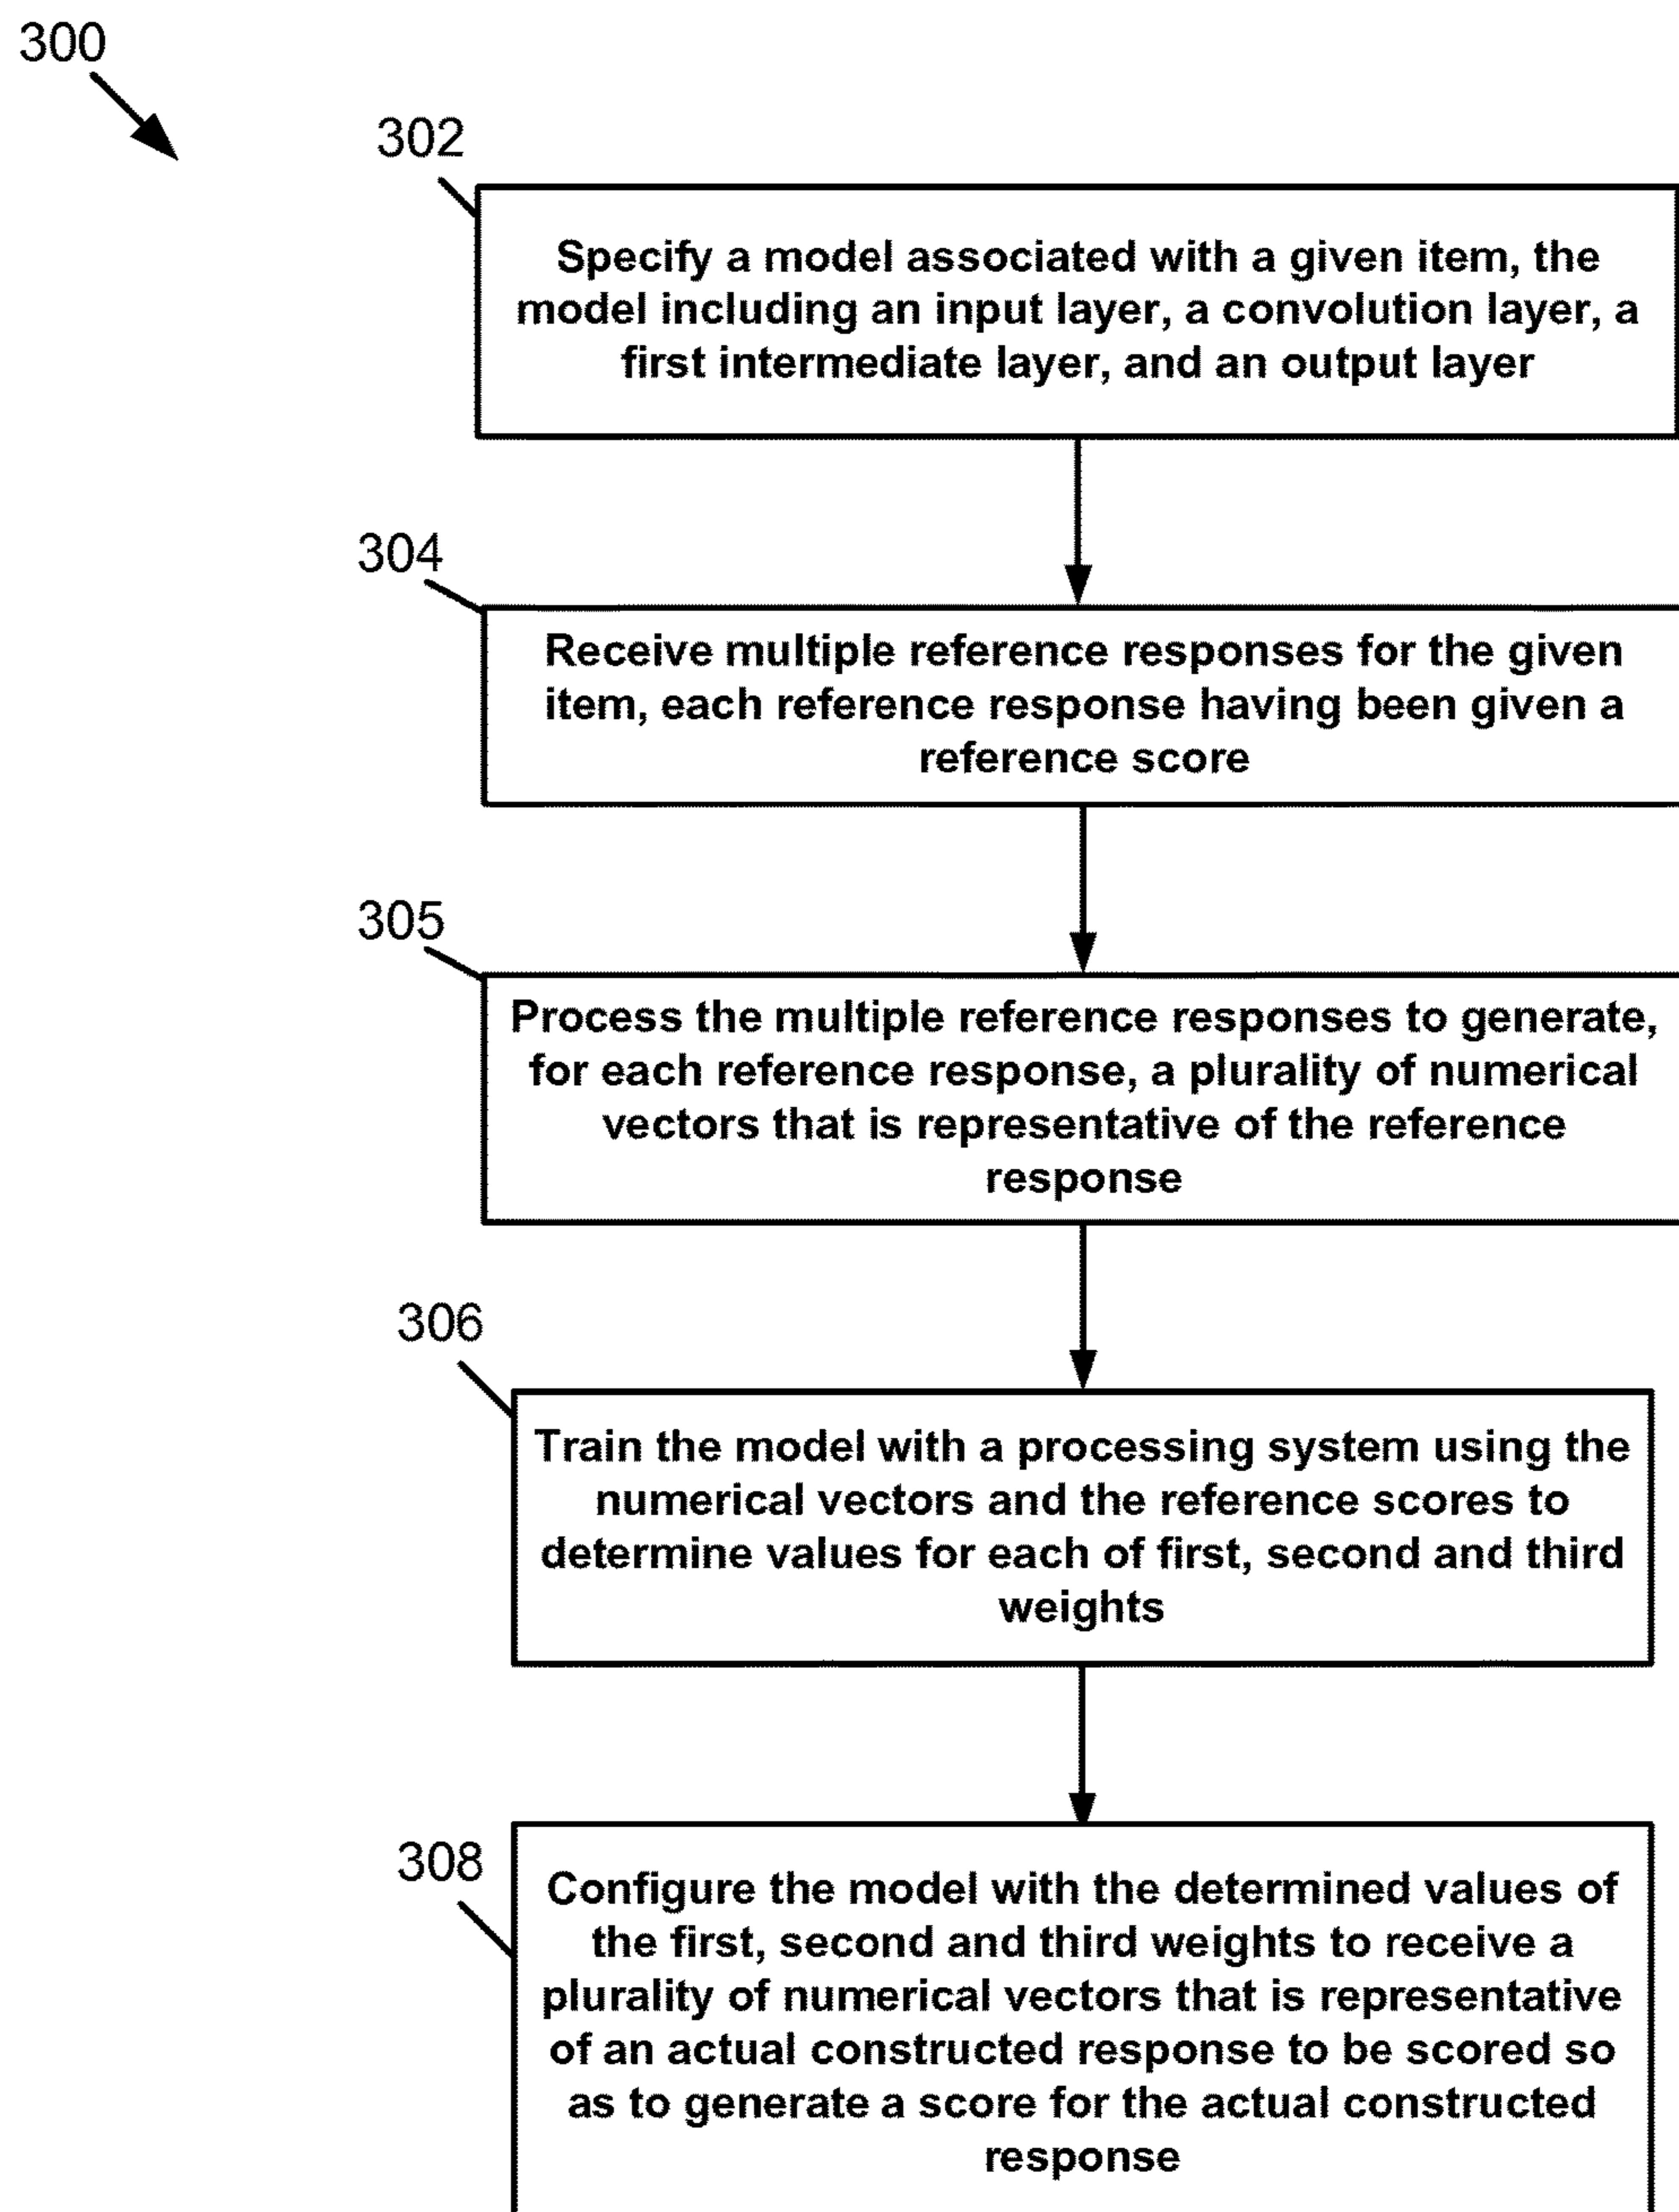 300
302
Specify a model associated with a given item, the
model including an input layer, a convolution layer, a
first intermediate layer, and an output layer
304
Receive multiple reference responses for the given
item, each reference response having been given a
reference score
305
Process the multiple reference responses to generate,
for each reference response, a plurality of numerical
vectors that is representative of the reference
response
306
Train the model with a processing system using the
numerical vectors and the reference scores to
determine values for each of first, second and third
weights
308
Configure the model with the determined values of
the first, second and third weights to receive a
plurality of numerical vectors that is representative
of an actual constructed response to be scored so
as to generate a score for the actual constructed
response